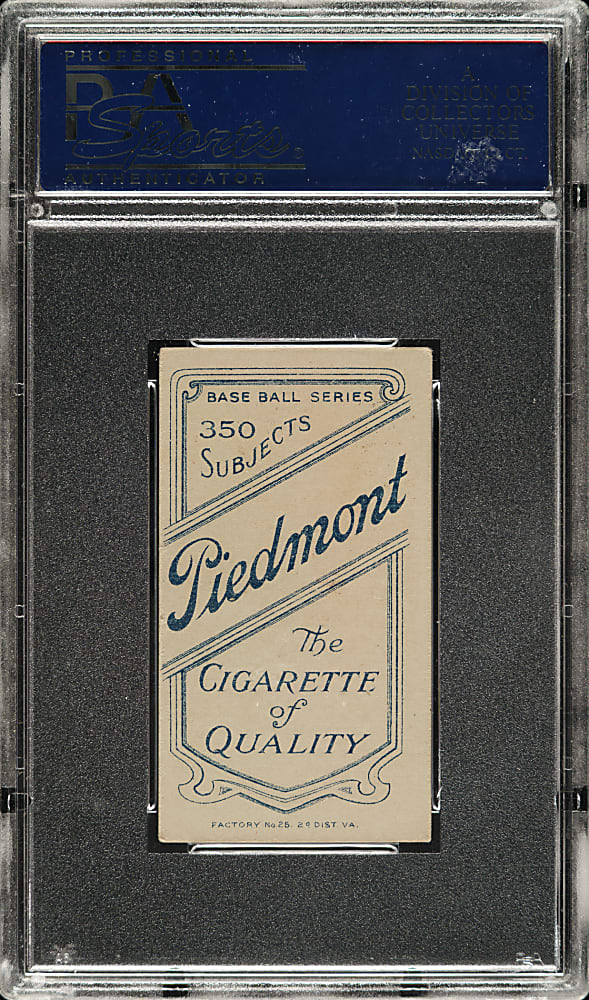 PROFESSIONAL
PSA
Sports
AUTHENTICATOR
A
DIVISION OF
COLLECTORS
UNIVERSE
BASE BALL SERIES
350
SUBJECTS
Piedmont
The
CIGARETTE
of
QUALITY
FACTORY No. 25. 2ᴰ DIST. VA.
PSA